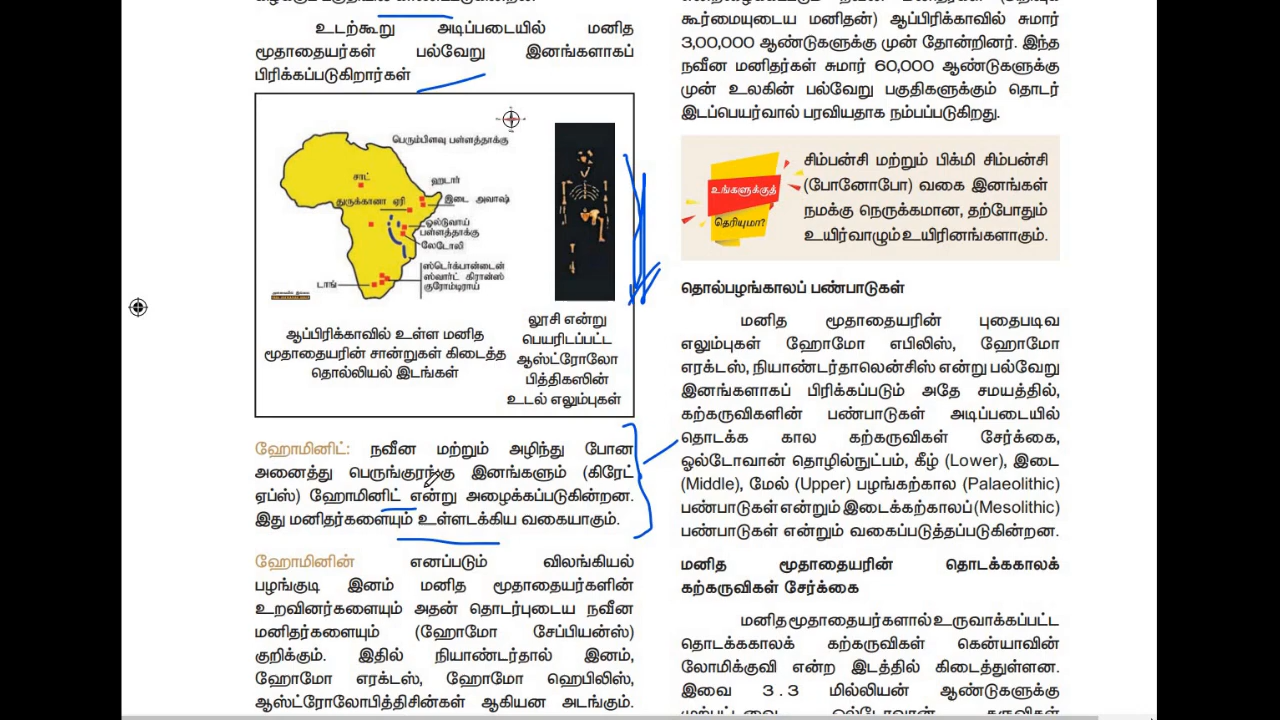 உடற்கூறு அடிப்படையில் மனித
மூதாதையர்கள் பல்வேறு இனங்களாகப்
பிரிக்கப்படுகிறார்கள்
பெரும்பிளவு பள்ளத்தாக்கு
சாட்
ஹடார்
துருக்கானா ஏரி
இடை அவாஷ்
ஒல்டுவாய்
பள்ளத்தாக்கு
லேடோலி
ஸ்டெர்க்பான்டைன்
ஸ்வார்ட் கிரான்ஸ்
குரோம்டிராய்
டாங்
ஆப்பிரிக்காவில் உள்ள மனித
மூதாதையரின் சான்றுகள் கிடைத்த
தொல்லியல் இடங்கள்
லூசி என்று
பெயரிடப்பட்ட
ஆஸ்ட்ரோலோ
பித்திகஸின்
உடல் எலும்புகள்
ஹோமினிட்: நவீன மற்றும் அழிந்து போன
அனைத்து பெருங்குரங்கு இனங்களும் (கிரேட்
ஏப்ஸ்) ஹோமினிட் என்று அழைக்கப்படுகின்றன.
இது மனிதர்களையும் உள்ளடக்கிய வகையாகும்.
ஹோமினின் எனப்படும் விலங்கியல்
பழங்குடி இனம் மனித மூதாதையர்களின்
உறவினர்களையும் அதன் தொடர்புடைய நவீன
மனிதர்களையும் (ஹோமோ சேப்பியன்ஸ்)
குறிக்கும். இதில் நியாண்டர்தால் இனம்,
ஹோமோ எரக்டஸ், ஹோமோ ஹெபிலிஸ்,
ஆஸ்ட்ரோலோபித்திசின்கள் ஆகியன அடங்கும்.
கூர்மையுடைய மனிதன்) ஆப்பிரிக்காவில் சுமார்
3,00,000 ஆண்டுகளுக்கு முன் தோன்றினர். இந்த
நவீன மனிதர்கள் சுமார் 60,000 ஆண்டுகளுக்கு
முன் உலகின் பல்வேறு பகுதிகளுக்கும் தொடர்
இடப்பெயர்வால் பரவியதாக நம்பப்படுகிறது.
உங்களுக்குத்
தெரியுமா?
சிம்பன்சி மற்றும் பிக்மி சிம்பன்சி
(போனோபோ) வகை இனங்கள்
நமக்கு நெருக்கமான, தற்போதும்
உயிர்வாழும் உயிரினங்களாகும்.
தொல்பழங்காலப் பண்பாடுகள்
மனித மூதாதையரின் புதைபடிவ
எலும்புகள் ஹோமோ எபிலிஸ், ஹோமோ
எரக்டஸ், நியாண்டர்தாலென்சிஸ் என்று பல்வேறு
இனங்களாகப் பிரிக்கப்படும் அதே சமயத்தில்,
கற்கருவிகளின் பண்பாடுகள் அடிப்படையில்
தொடக்க கால கற்கருவிகள் சேர்க்கை,
ஒல்டோவான் தொழில்நுட்பம், கீழ் (Lower), இடை
(Middle), மேல் (Upper) பழங்கற்கால (Palaeolithic)
பண்பாடுகள் என்றும் இடைக்கற்காலப் (Mesolithic)
பண்பாடுகள் என்றும் வகைப்படுத்தப்படுகின்றன.
மனித மூதாதையரின் தொடக்ககாலக்
கற்கருவிகள் சேர்க்கை
மனித மூதாதையர்களால் உருவாக்கப்பட்ட
தொடக்ககாலக் கற்கருவிகள் கென்யாவின்
லோமிக்குவி என்ற இடத்தில் கிடைத்துள்ளன.
இவை 3.3 மில்லியன் ஆண்டுகளுக்கு